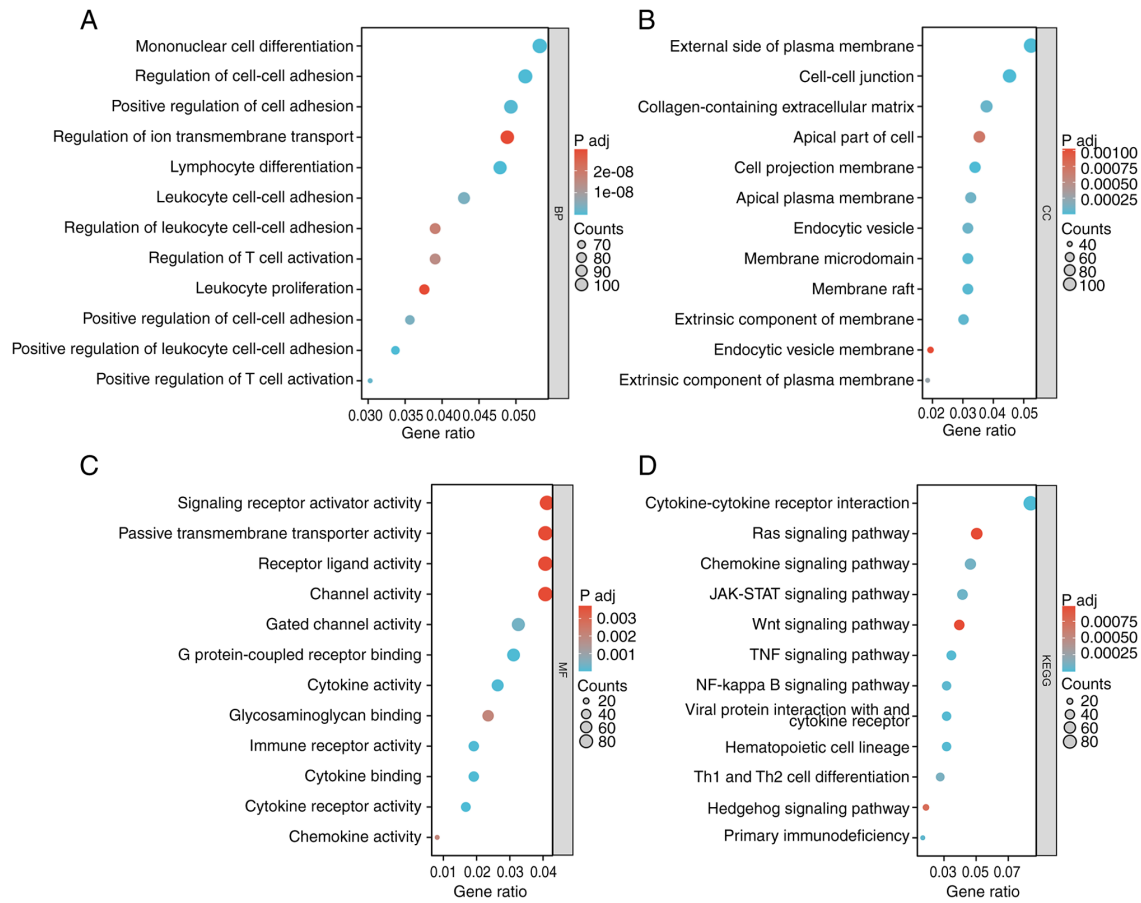 A
Mononuclear cell differentiation
Regulation of cell-cell adhesion
Positive regulation of cell adhesion
Regulation of ion transmembrane transport
Lymphocyte differentiation
Leukocyte cell-cell adhesion
Regulation of leukocyte cell-cell adhesion
Regulation of T cell activation
Leukocyte proliferation
Positive regulation of cell-cell adhesion
Positive regulation of leukocyte cell-cell adhesion
Positive regulation of T cell activation
0.030 0.035 0.040 0.045 0.050
Gene ratio
BP
P adj
2e-08
1e-08
Counts
70
80
90
100
B
External side of plasma membrane
Cell-cell junction
Collagen-containing extracellular matrix
Apical part of cell
Cell projection membrane
Apical plasma membrane
Endocytic vesicle
Membrane microdomain
Membrane raft
Extrinsic component of membrane
Endocytic vesicle membrane
Extrinsic component of plasma membrane
0.02 0.03 0.04 0.05
Gene ratio
CC
P adj
0.00100
0.00075
0.00050
0.00025
Counts
40
60
80
100
C
Signaling receptor activator activity
Passive transmembrane transporter activity
Receptor ligand activity
Channel activity
Gated channel activity
G protein-coupled receptor binding
Cytokine activity
Glycosaminoglycan binding
Immune receptor activity
Cytokine binding
Cytokine receptor activity
Chemokine activity
0.01 0.02 0.03 0.04
Gene ratio
MF
P adj
0.003
0.002
0.001
Counts
20
40
60
80
D
Cytokine-cytokine receptor interaction
Ras signaling pathway
Chemokine signaling pathway
JAK-STAT signaling pathway
Wnt signaling pathway
TNF signaling pathway
NF-kappa B signaling pathway
Viral protein interaction with and
cytokine receptor
Hematopoietic cell lineage
Th1 and Th2 cell differentiation
Hedgehog signaling pathway
Primary immunodeficiency
0.03 0.05 0.07
Gene ratio
KEGG
P adj
0.00075
0.00050
0.00025
Counts
20
40
60
80